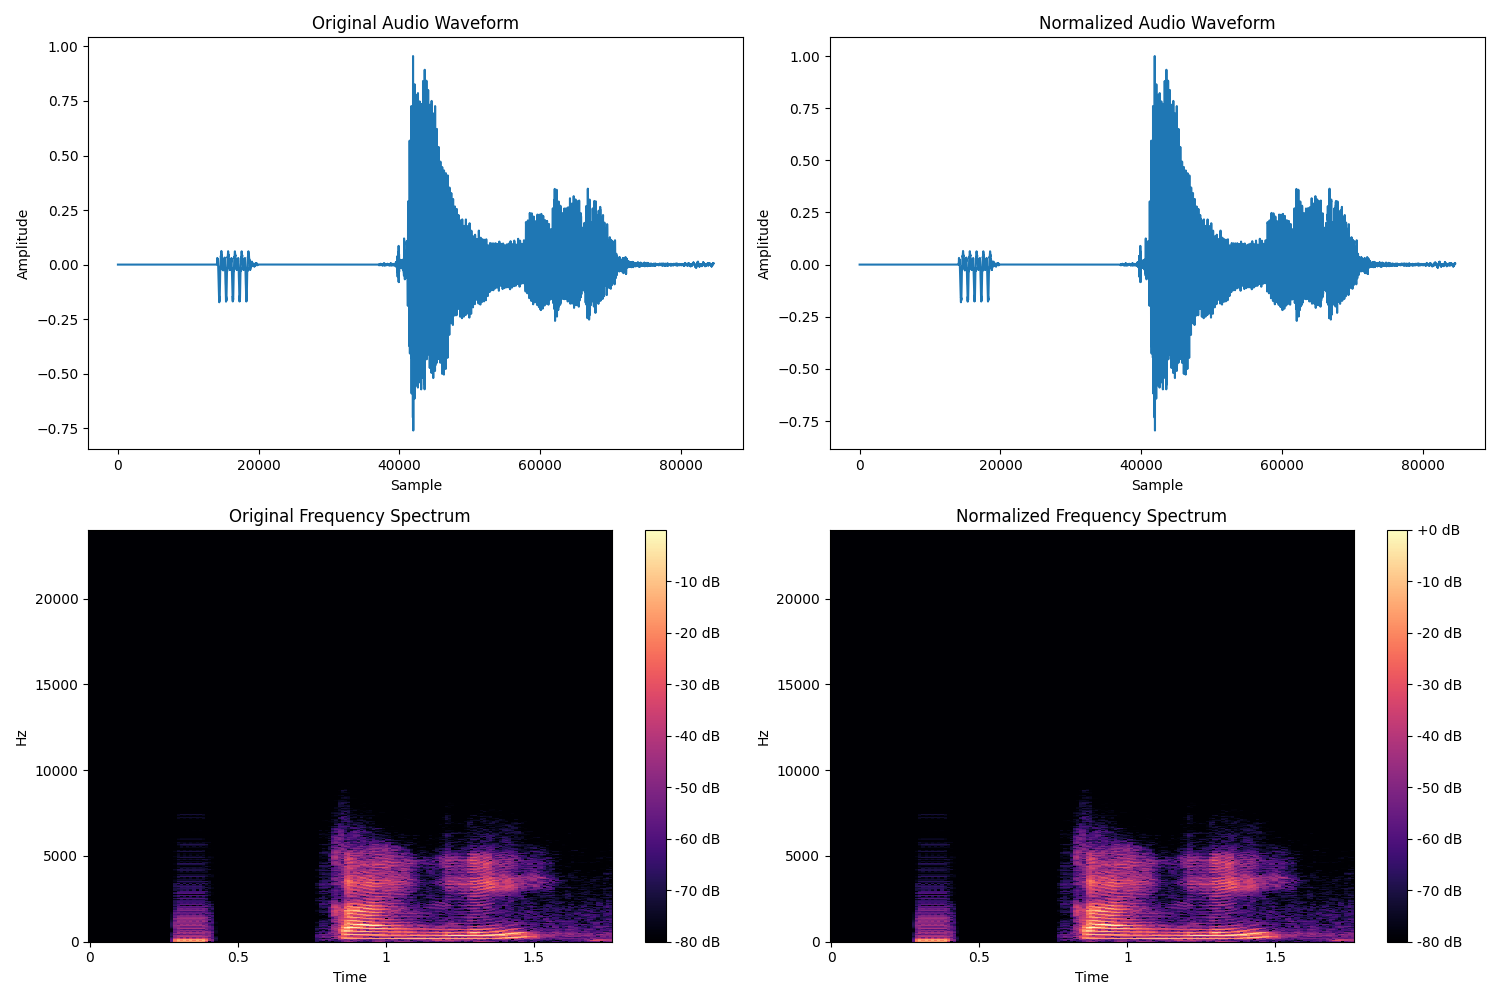 Original Audio Waveform
1.00
0.75
0.50
0.25
0.00
−0.25
−0.50
−0.75
Amplitude
0
20000
40000
60000
80000
Sample
Normalized Audio Waveform
1.00
0.75
0.50
0.25
0.00
−0.25
−0.50
−0.75
Amplitude
0
20000
40000
60000
80000
Sample
Original Frequency Spectrum
20000
15000
10000
5000
0
Hz
0
0.5
1
1.5
Time
-10 dB
-20 dB
-30 dB
-40 dB
-50 dB
-60 dB
-70 dB
-80 dB
Normalized Frequency Spectrum
20000
15000
10000
5000
0
Hz
0
0.5
1
1.5
Time
+0 dB
-10 dB
-20 dB
-30 dB
-40 dB
-50 dB
-60 dB
-70 dB
-80 dB